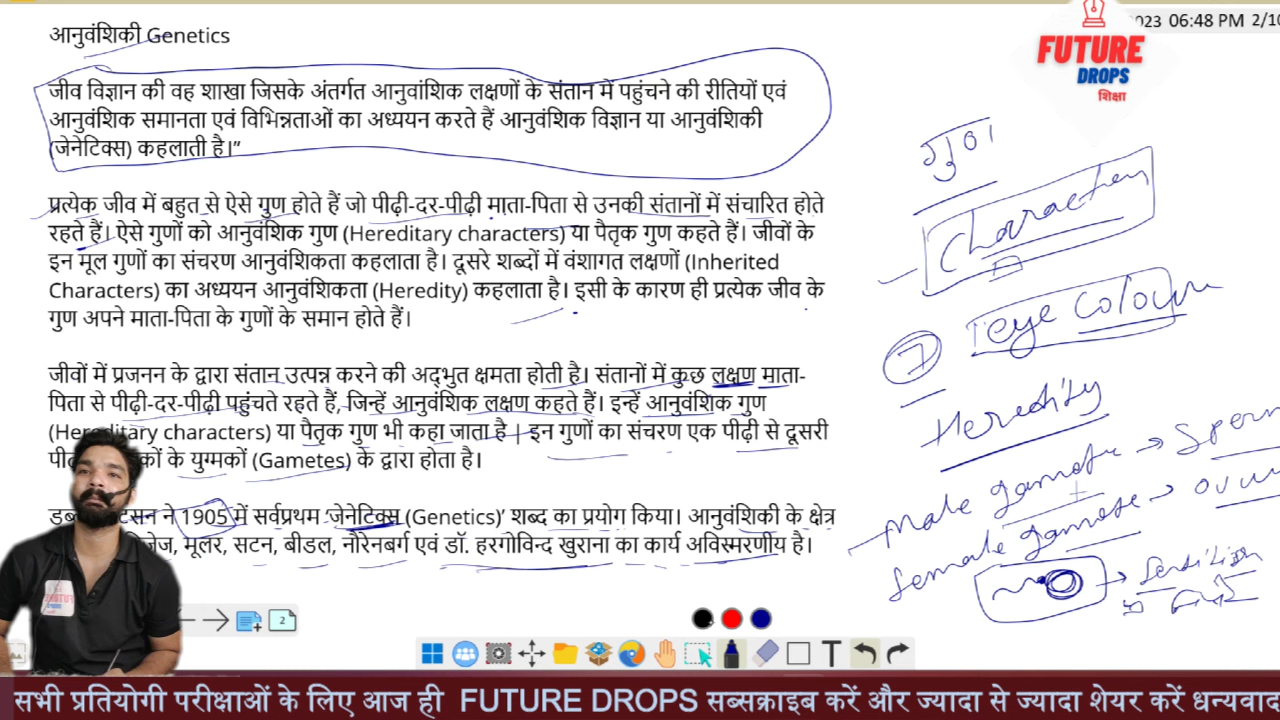 आनुवंशिकी Genetics
2023 06:48 PM 2/10
FUTURE
DROPS
शिक्षा
जीव विज्ञान की वह शाखा जिसके अंतर्गत आनुवांशिक लक्षणों के संतान में पहुंचने की रीतियों एवं
आनुवंशिक समानता एवं विभिन्नताओं का अध्ययन करते हैं आनुवंशिक विज्ञान या आनुवंशिकी
(जेनेटिक्स) कहलाती है।”
प्रत्येक जीव में बहुत से ऐसे गुण होते हैं जो पीढ़ी-दर-पीढ़ी माता-पिता से उनकी संतानों में संचारित होते
रहते हैं। ऐसे गुणों को आनुवंशिक गुण (Hereditary characters) या पैतृक गुण कहते हैं। जीवों के
इन मूल गुणों का संचरण आनुवंशिकता कहलाता है। दूसरे शब्दों में वंशागत लक्षणों (Inherited
Characters) का अध्ययन आनुवंशिकता (Heredity) कहलाता है। इसी के कारण ही प्रत्येक जीव के
गुण अपने माता-पिता के गुणों के समान होते हैं।
जीवों में प्रजनन के द्वारा संतान उत्पन्न करने की अद्भुत क्षमता होती है। संतानों में कुछ लक्षण माता-
पिता से पीढ़ी-दर-पीढ़ी पहुंचते रहते हैं, जिन्हें आनुवंशिक लक्षण कहते हैं। इन्हें आनुवंशिक गुण
(Hereditary characters) या पैतृक गुण भी कहा जाता है | इन गुणों का संचरण एक पीढ़ी से दूसरी
के युग्मकों (Gametes) के द्वारा होता है।
ने 1905 में सर्वप्रथम ‘जेनेटिक्स (Genetics)’ शब्द का प्रयोग किया। आनुवंशिकी के क्षेत्र
मूलर, सटन, बीडल, नौरेनबर्ग एवं डॉ. हरगोविन्द खुराना का कार्य अविस्मरणीय है।
गुण
eye colour
Heredity
male gamete → Sperm
female gamete →
2
T
सभी प्रतियोगी परीक्षाओं के लिए आज ही FUTURE DROPS सब्सक्राइब करें और ज्यादा से ज्यादा शेयर करें धन्यवाद